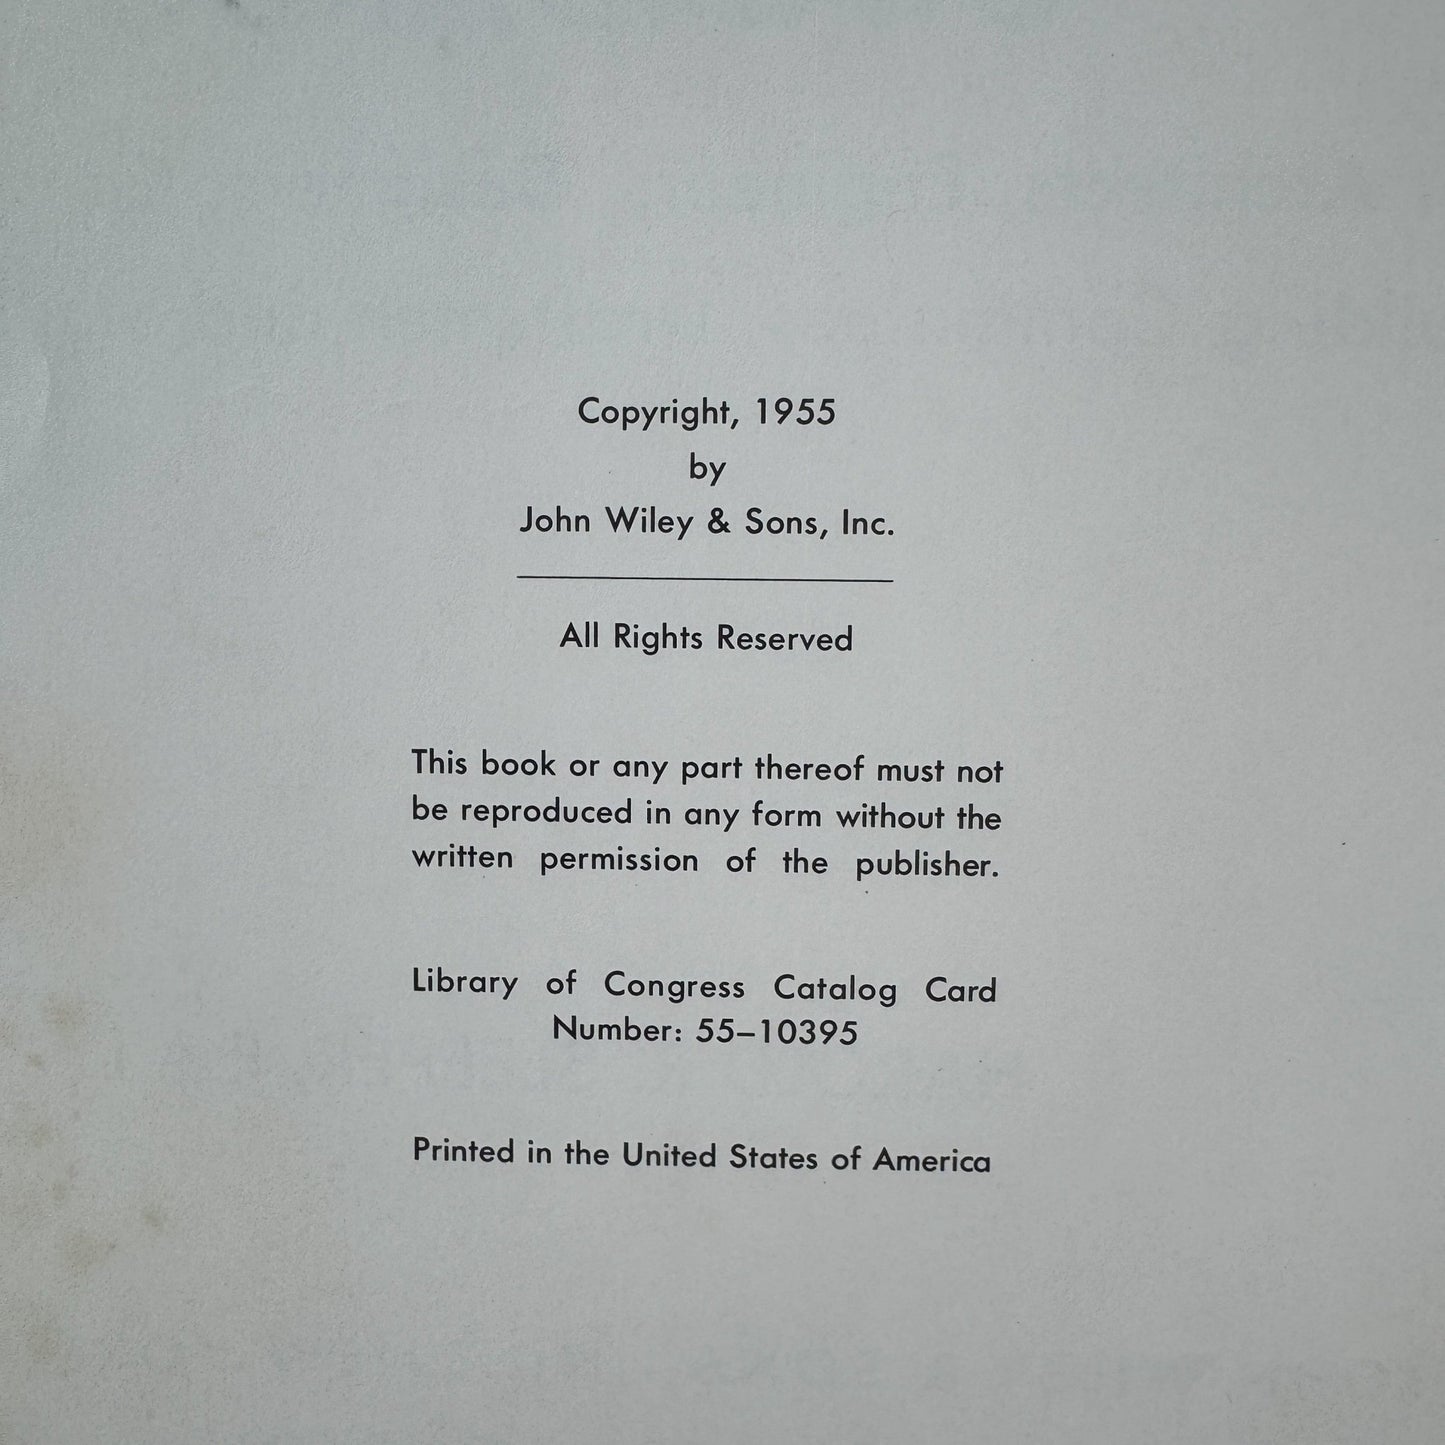 Copyright, 1955
by
John Wiley & Sons, Inc.
All Rights Reserved
This book or any part thereof must not
be reproduced in any form without the
written permission of the publisher.
Library of Congress Catalog Card
Number: 55–10395
Printed in the United States of America